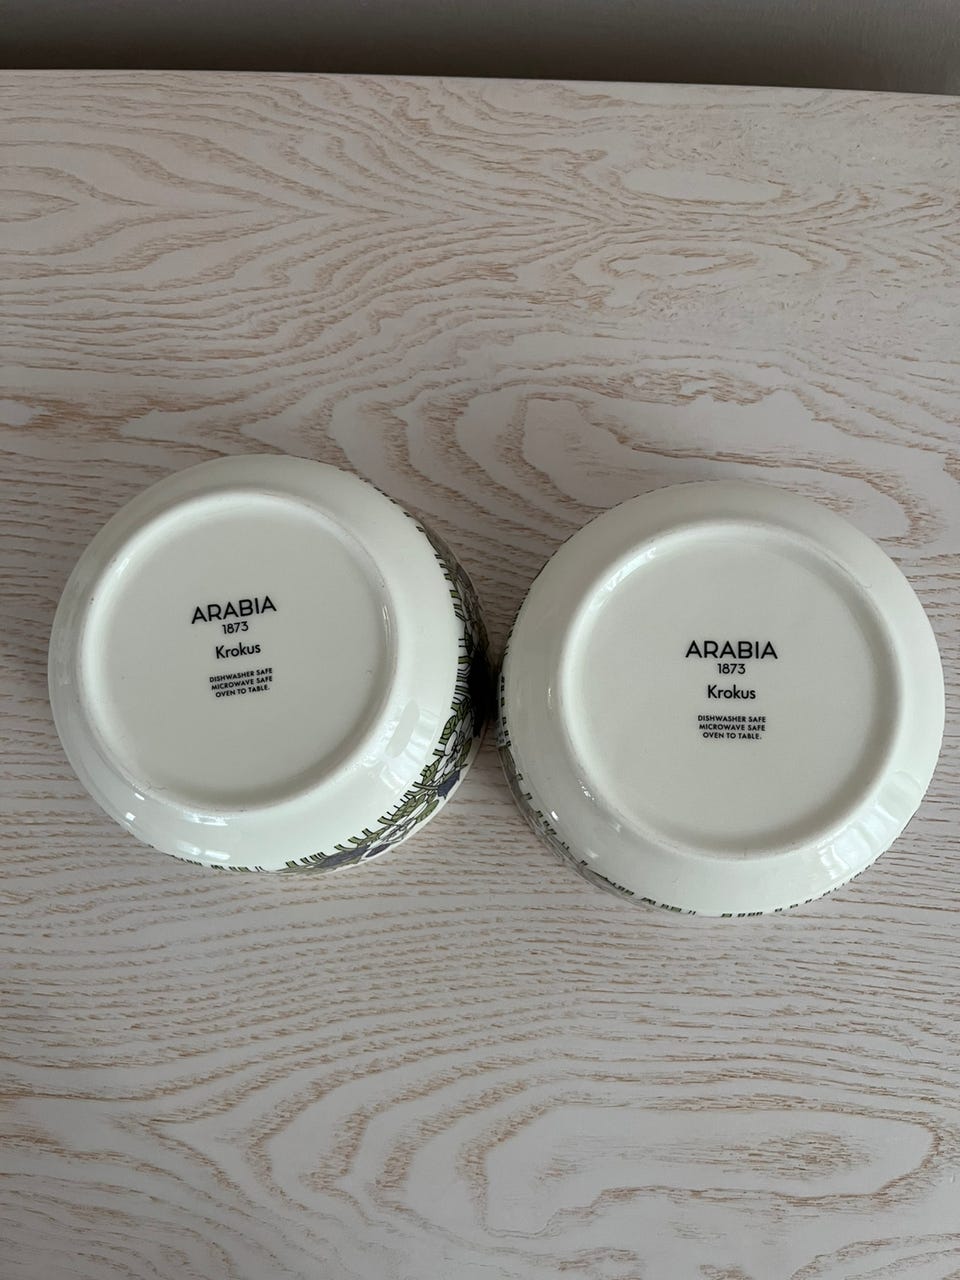 ARABIA
1873
Krokus
DISHWASHER SAFE
MICROWAVE SAFE
OVEN TO TABLE.
ARABIA
1873
Krokus
DISHWASHER SAFE
MICROWAVE SAFE
OVEN TO TABLE.